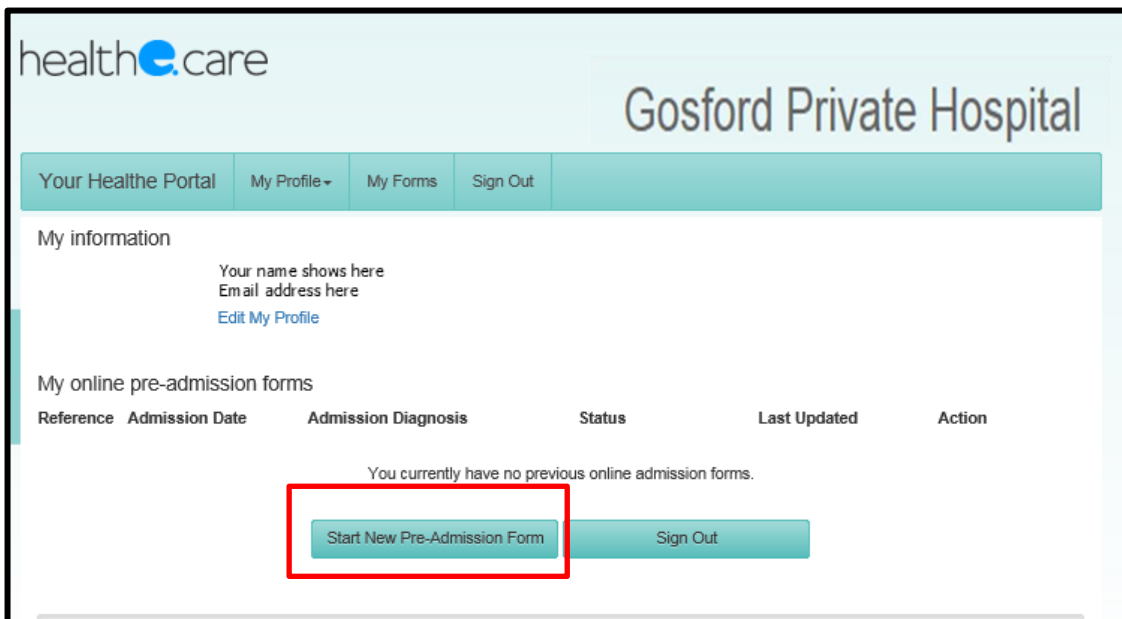 healthe.care
Gosford Private Hospital
Your Healthe Portal My Profile My Forms Sign Out
My information
Your name shows here
Email address here
Edit My Profile
My online pre-admission forms
Reference Admission Date Admission Diagnosis Status Last Updated Action
You currently have no previous online admission forms.
Start New Pre-Admission Form Sign Out